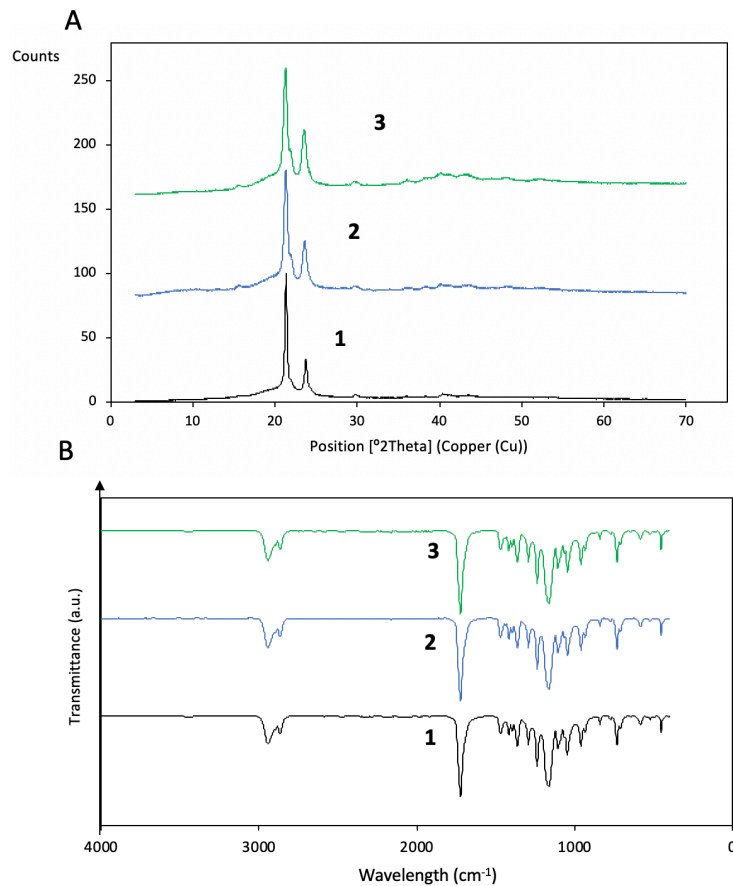 A
Counts
250
200
150
100
50
0
3
2
1
0 10 20 30 40 50 60 70
Position [º2Theta] (Copper (Cu))
B
Transmittance (a.u.)
3
2
1
4000 3000 2000 1000 0
Wavelength (cm-1)